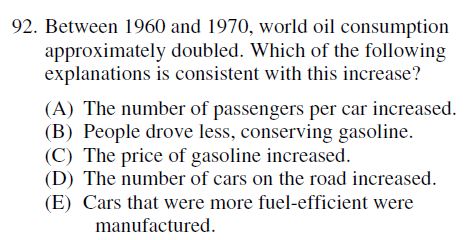 92. Between 1960 and 1970, world oil consumption
approximately doubled. Which of the following
explanations is consistent with this increase?
(A) The number of passengers per car increased.
(B) People drove less, conserving gasoline.
(C) The price of gasoline increased.
(D) The number of cars on the road increased.
(E) Cars that were more fuel-efficient were
manufactured.